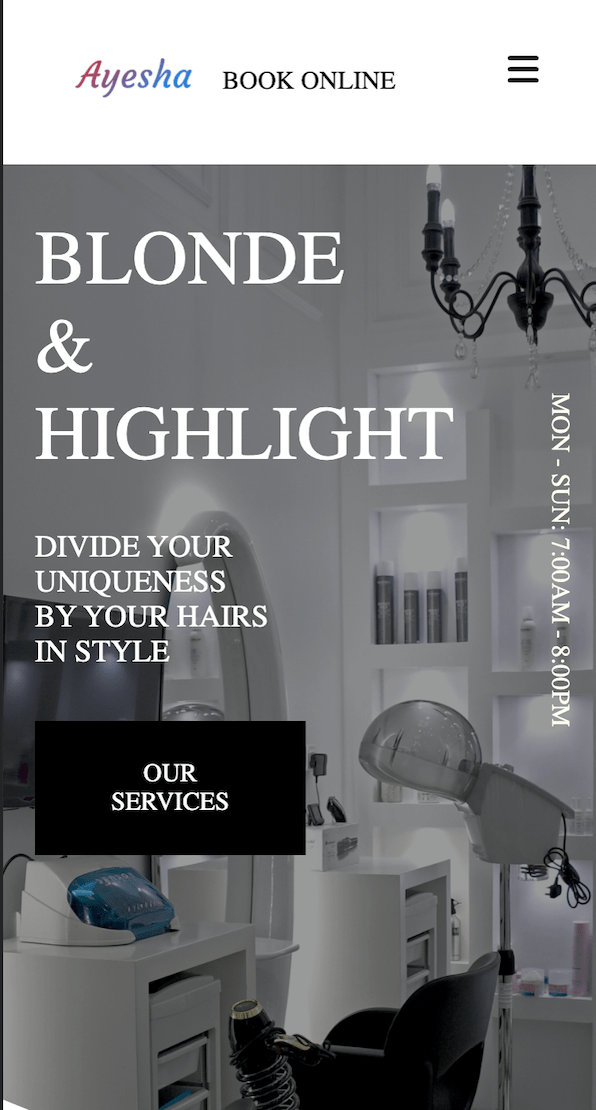 Ayesha
BOOK ONLINE
BLONDE
&
HIGHLIGHT
DIVIDE YOUR
UNIQUENESS
BY YOUR HAIRS
IN STYLE
MON - SUN: 7:00AM - 8:00PM
OUR
SERVICES